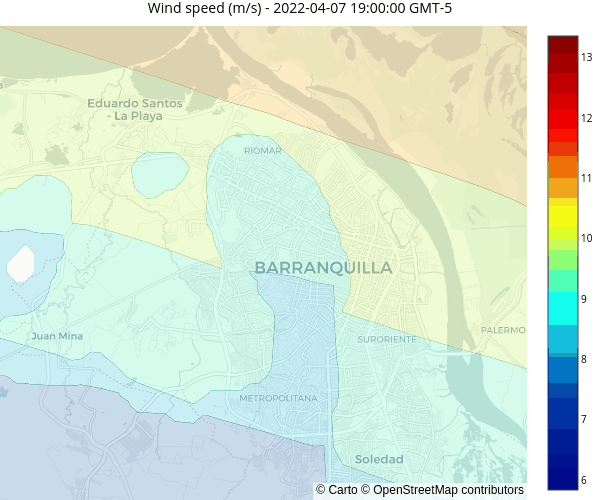 Wind speed (m/s) - 2022-04-07 19:00:00 GMT-5
13
12
11
10
9
8
7
6
Eduardo Santos
- La Playa
RIOMAR
BARRANQUILLA
Juan Mina
SURORIENTE
PALERMO
METROPOLITANA
Soledad
© Carto © OpenStreetMap contributors